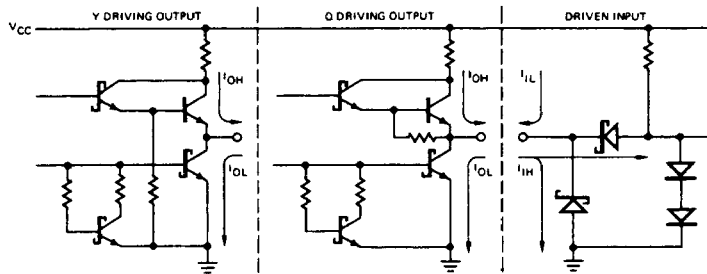 Y DRIVING OUTPUT
Q DRIVING OUTPUT
DRIVEN INPUT
VCC
IOH
IOH
IIL
IOL
IOL
IIH